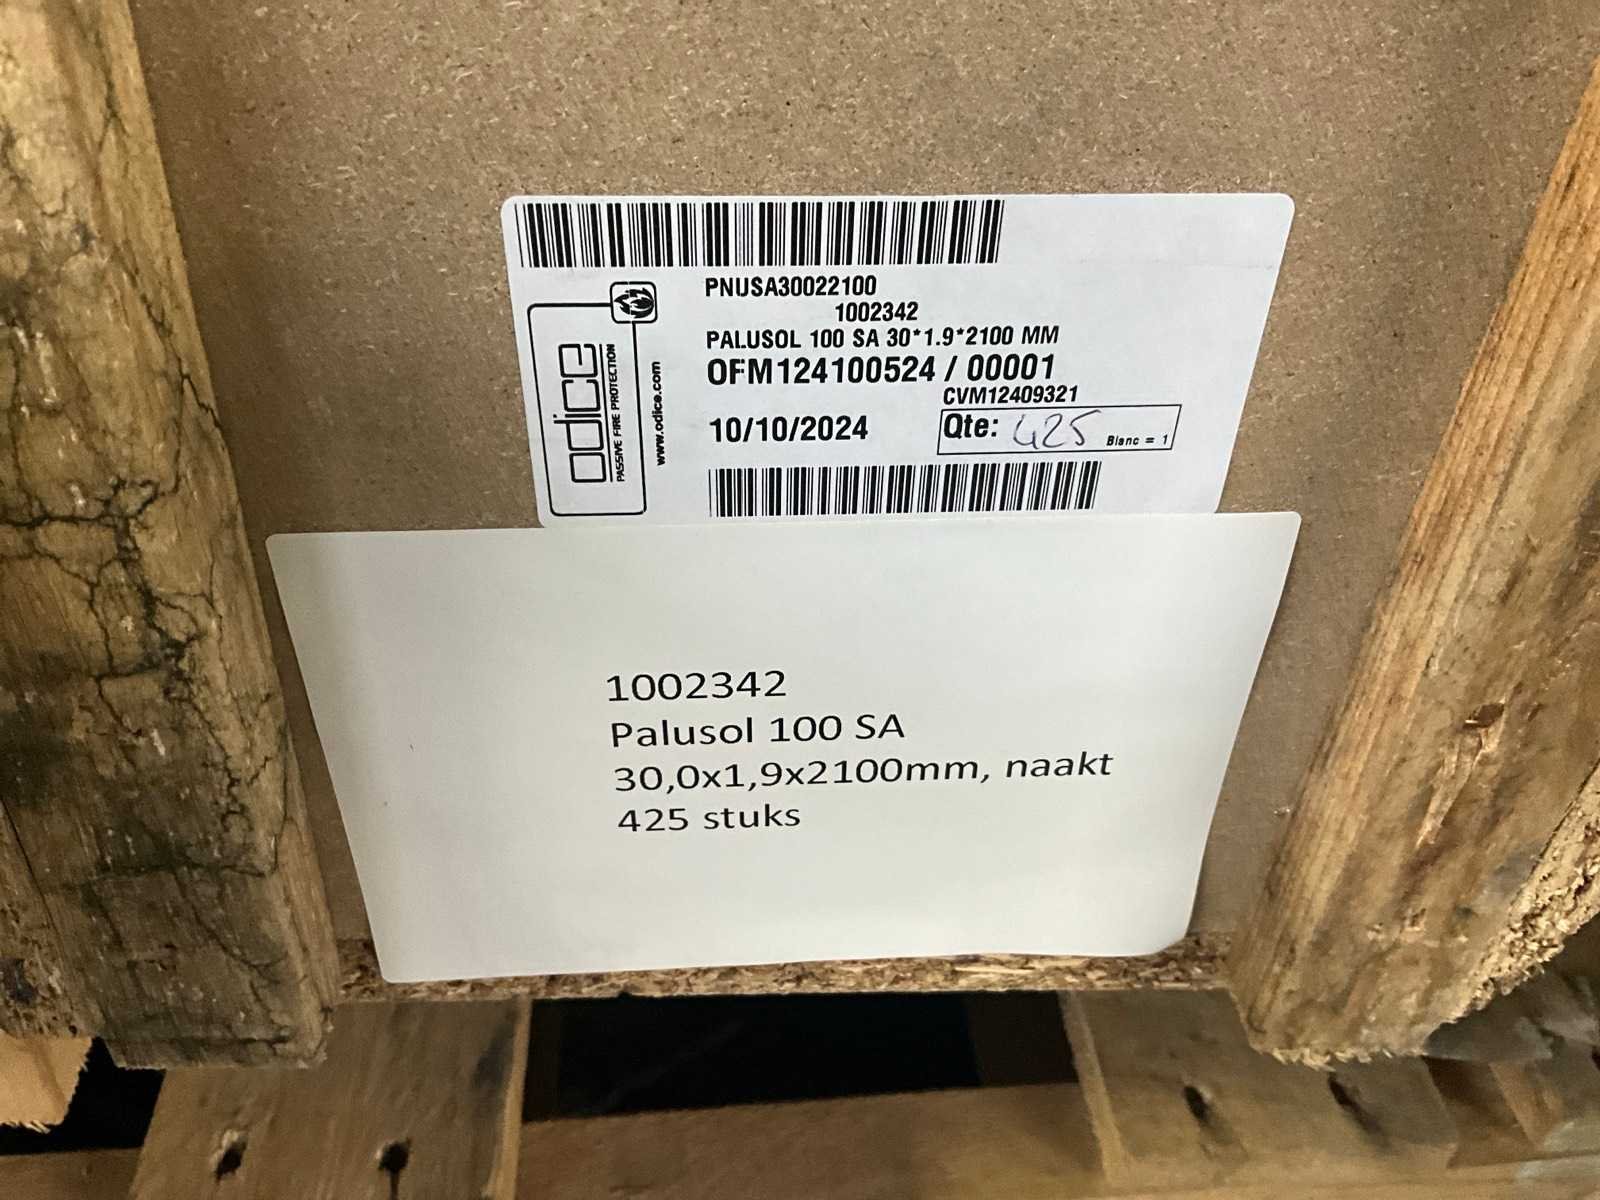 PNUSA30022100
1002342
PALUSOL 100 SA 30*1.9*2100 MM
OFM124100524 / 00001
CVM12409321
10/10/2024
Qte: 425 Blanc = 1
odice
PASSIVE FIRE PROTECTION
www.odice.com
1002342
Palusol 100 SA
30,0x1,9x2100mm, naakt
425 stuks